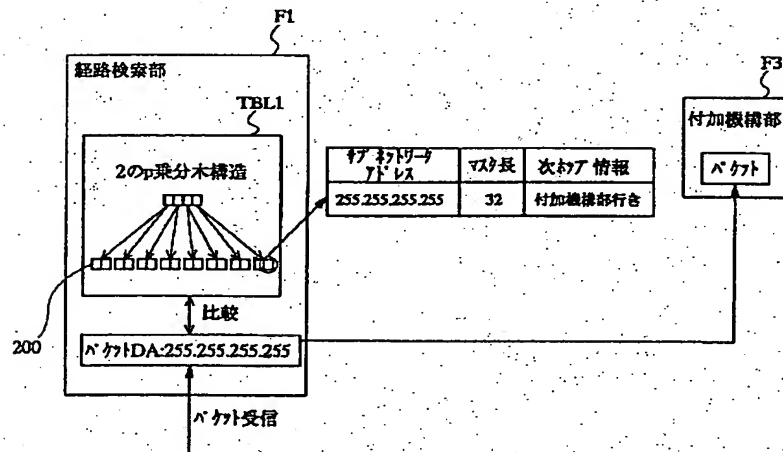 F1
経路検索部
TBL1
2のp乗分木構造
200
比較
パケットDA:255.255.255.255
パケット受信
サブネットワーク
アドレス
マスク長
次ホップ情報
255.255.255.255
32
付加機構部行き
F3
付加機構部
パケット